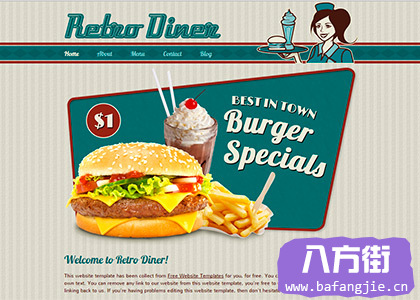 Retro Diner
Home About Menu Contact Blog
$1
BEST IN TOWN
Burger
Specials
Welcome to Retro Diner!
This website template has been collected from Free Website Templates for you, for free. You can
own text. You can remove any link to our website from this website template, you're free to
linking back to us. If you're having problems editing this website template, then don't hesitate
八方街
www.bafangjie.cn